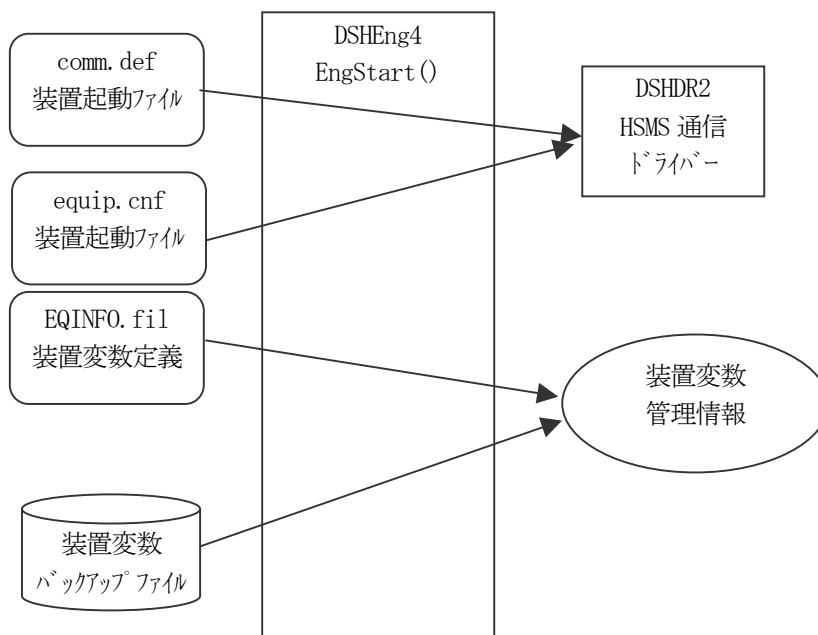 comm.def
装置起動ファイル
equip.cnf
装置起動ファイル
EQINFO.fil
装置変数定義
装置変数
バックアップ ファイル
DSHEng4
EngStart()
DSHDR2
HSMS 通信
ドライバー
装置変数
管理情報